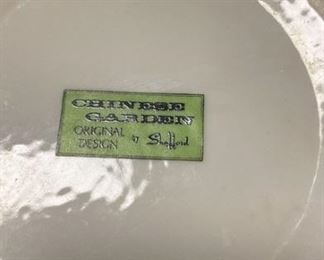 CHINESE
GARDEN
ORIGINAL
DESIGN by Shafford